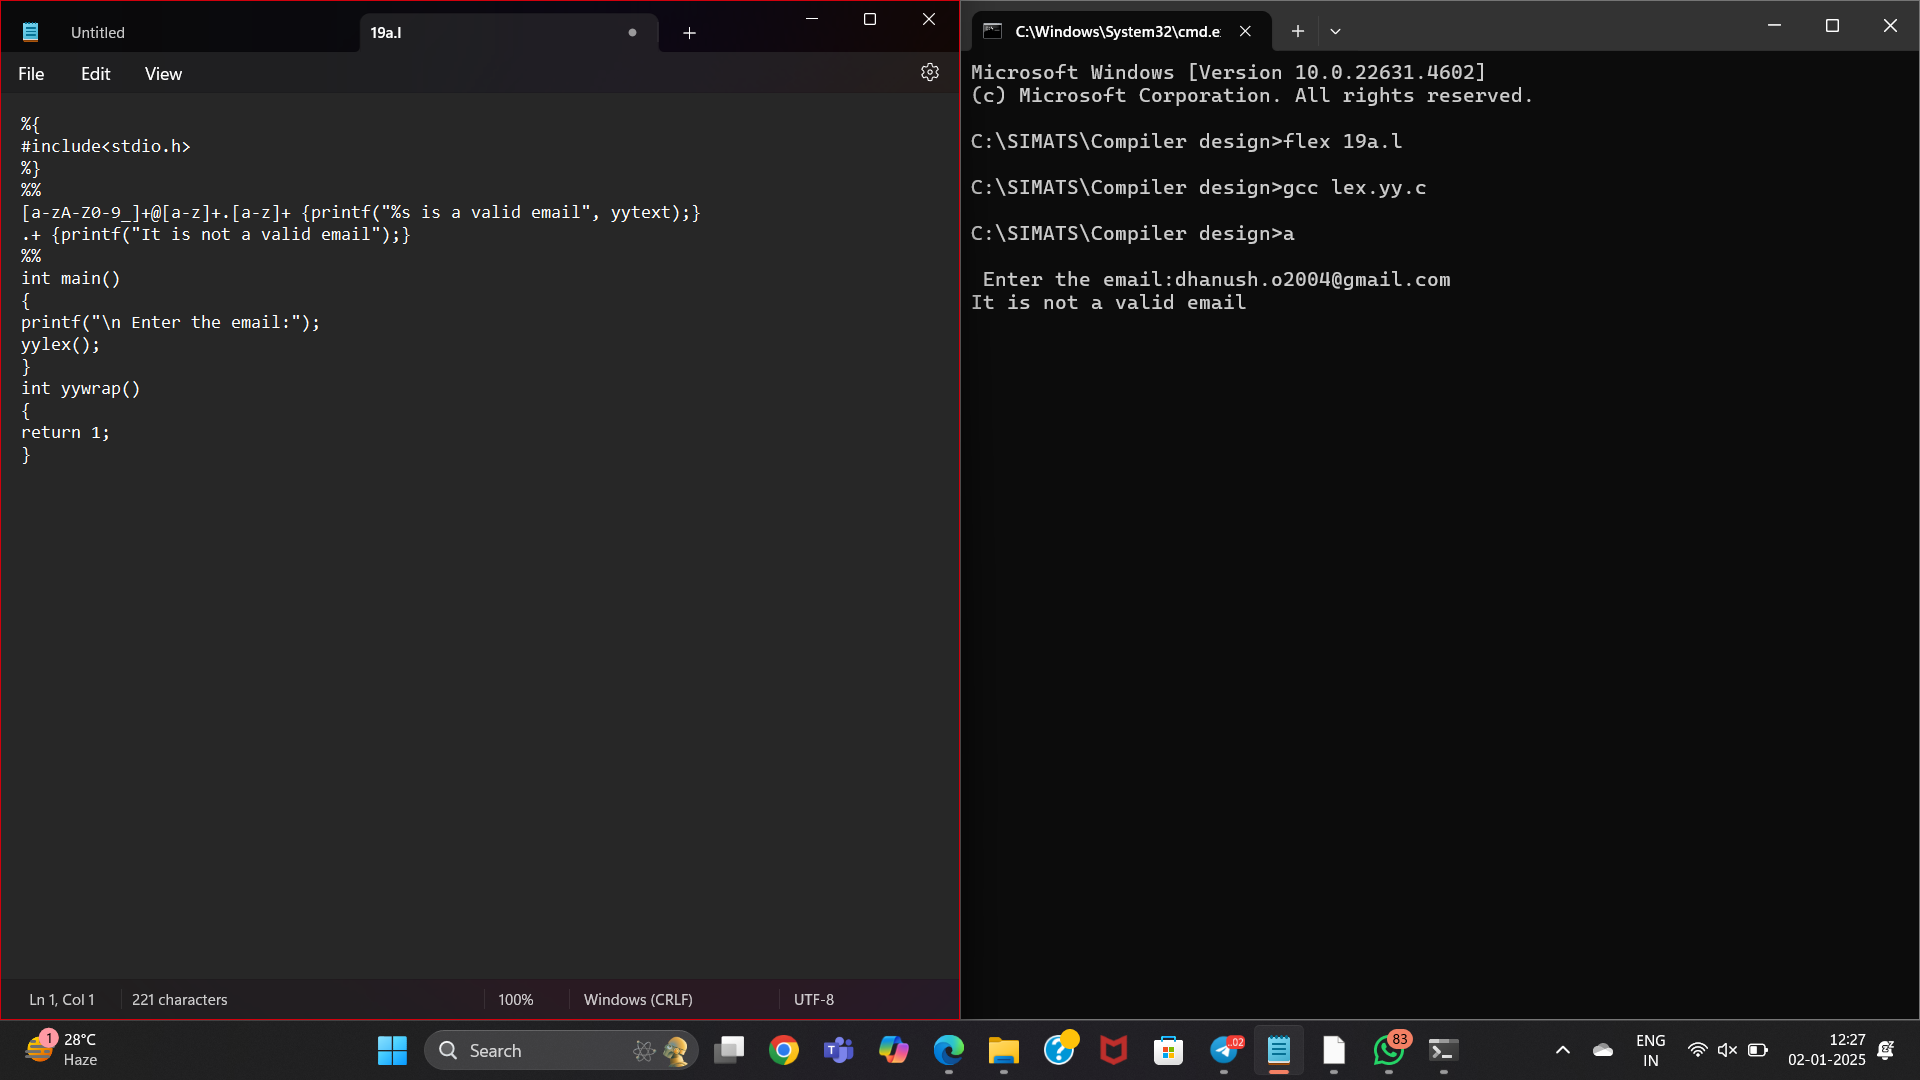 Untitled
19a.l
File Edit View
%{
#include<stdio.h>
%}
%%
[a-zA-Z0-9_]+@[a-z]+.[a-z]+ {printf("%s is a valid email", yytext);}
.+ {printf("It is not a valid email");}
%%
int main()
{
printf("\n Enter the email:");
yylex();
}
int yywrap()
{
return 1;
}
Ln 1, Col 1
221 characters
100%
Windows (CRLF)
UTF-8
C:\Windows\System32\cmd.e
Microsoft Windows [Version 10.0.22631.4602]
(c) Microsoft Corporation. All rights reserved.
C:\SIMATS\Compiler design>flex 19a.l
C:\SIMATS\Compiler design>gcc lex.yy.c
C:\SIMATS\Compiler design>a
Enter the email:dhanush.o2004@gmail.com
It is not a valid email
1
28°C
Haze
Search
.02
83
ENG
IN
12:27
02-01-2025